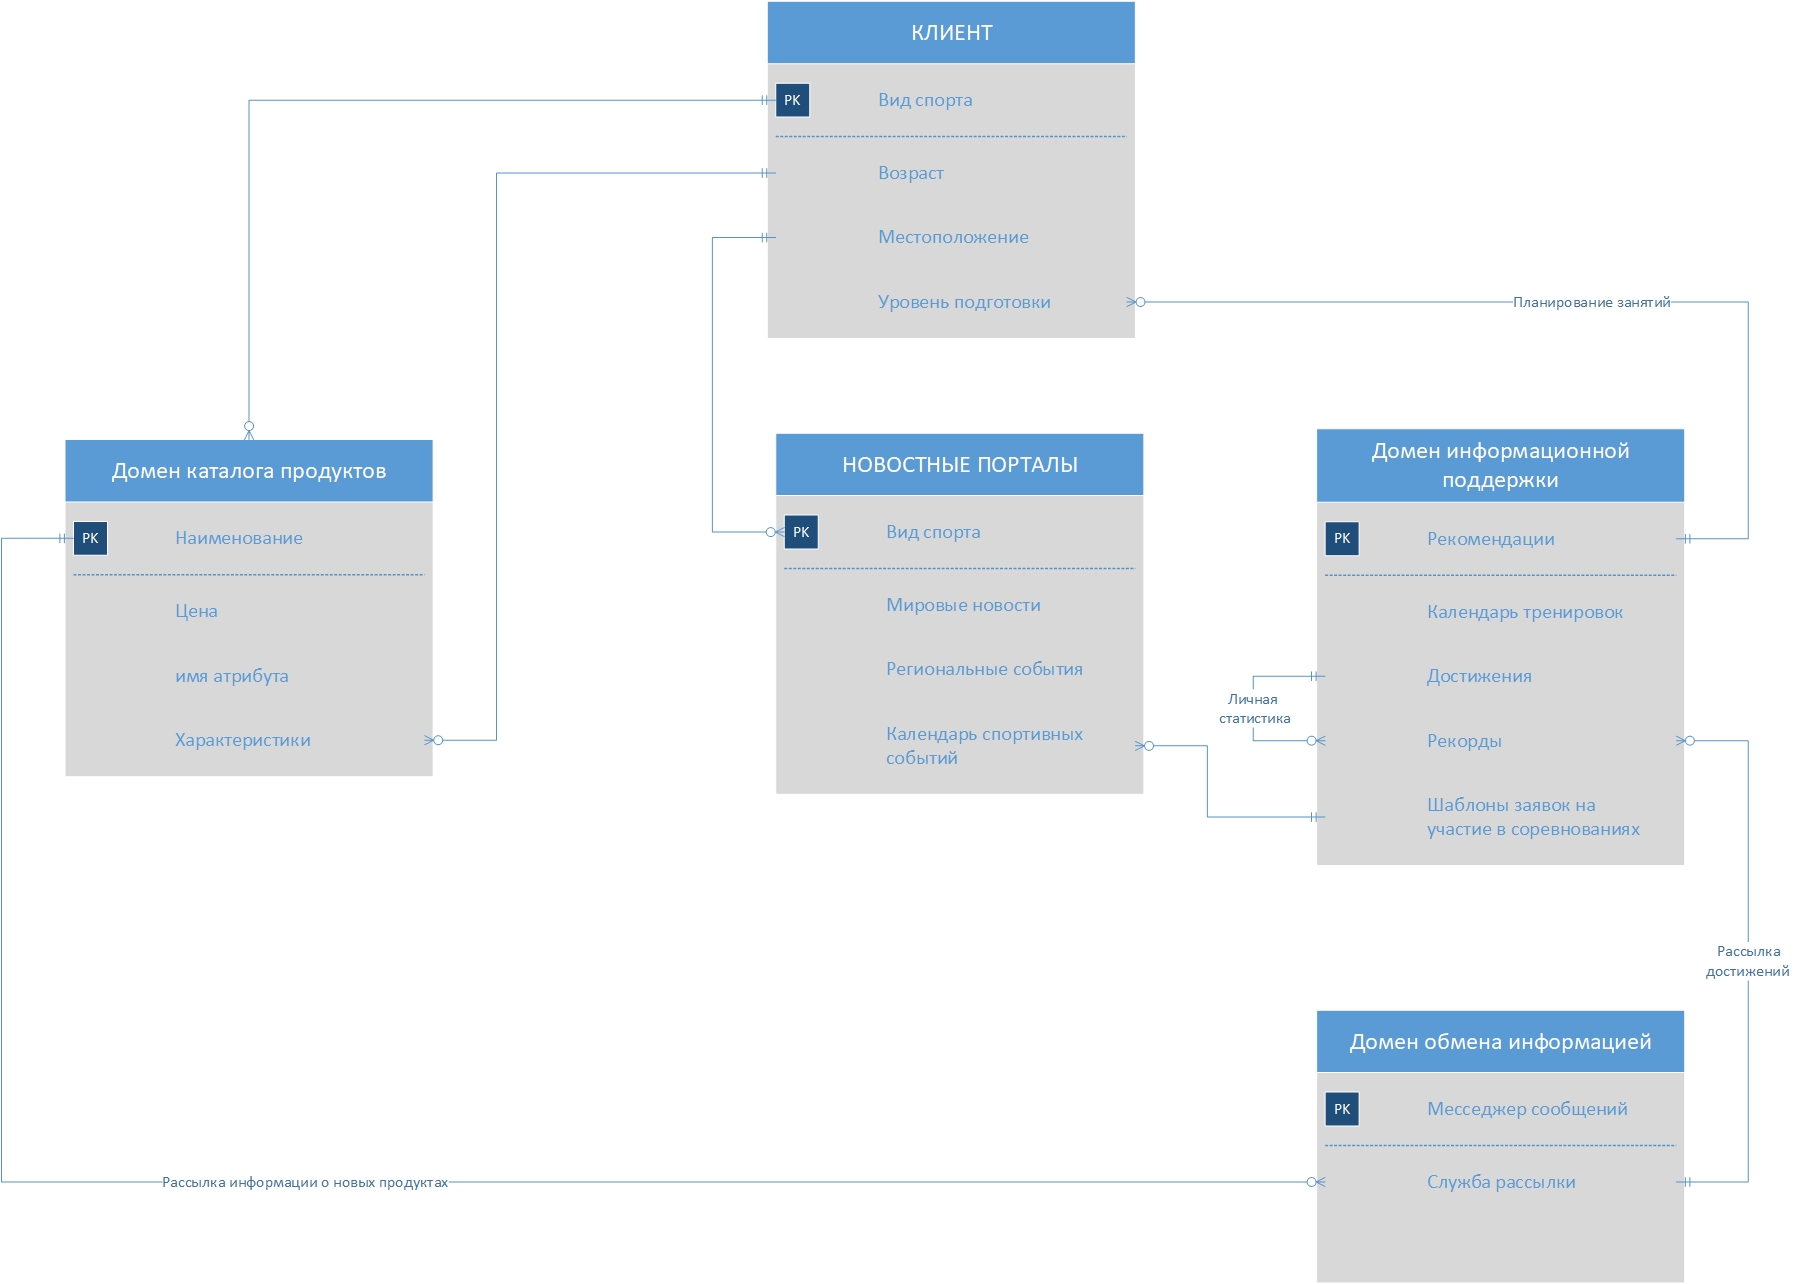 КЛИЕНТ
PK
Вид спорта
Возраст
Местоположение
Уровень подготовки
Планирование занятий
Домен каталога продуктов
PK
Наименование
Цена
имя атрибута
Характеристики
НОВОСТНЫЕ ПОРТАЛЫ
PK
Вид спорта
Мировые новости
Региональные события
Календарь спортивных
событий
Домен информационной
поддержки
PK
Рекомендации
Календарь тренировок
Достижения
Рекорды
Шаблоны заявок на
участие в соревнованиях
Личная
статистика
Рассылка
достижений
Домен обмена информацией
PK
Месседжер сообщений
Служба рассылки
Рассылка информации о новых продуктах